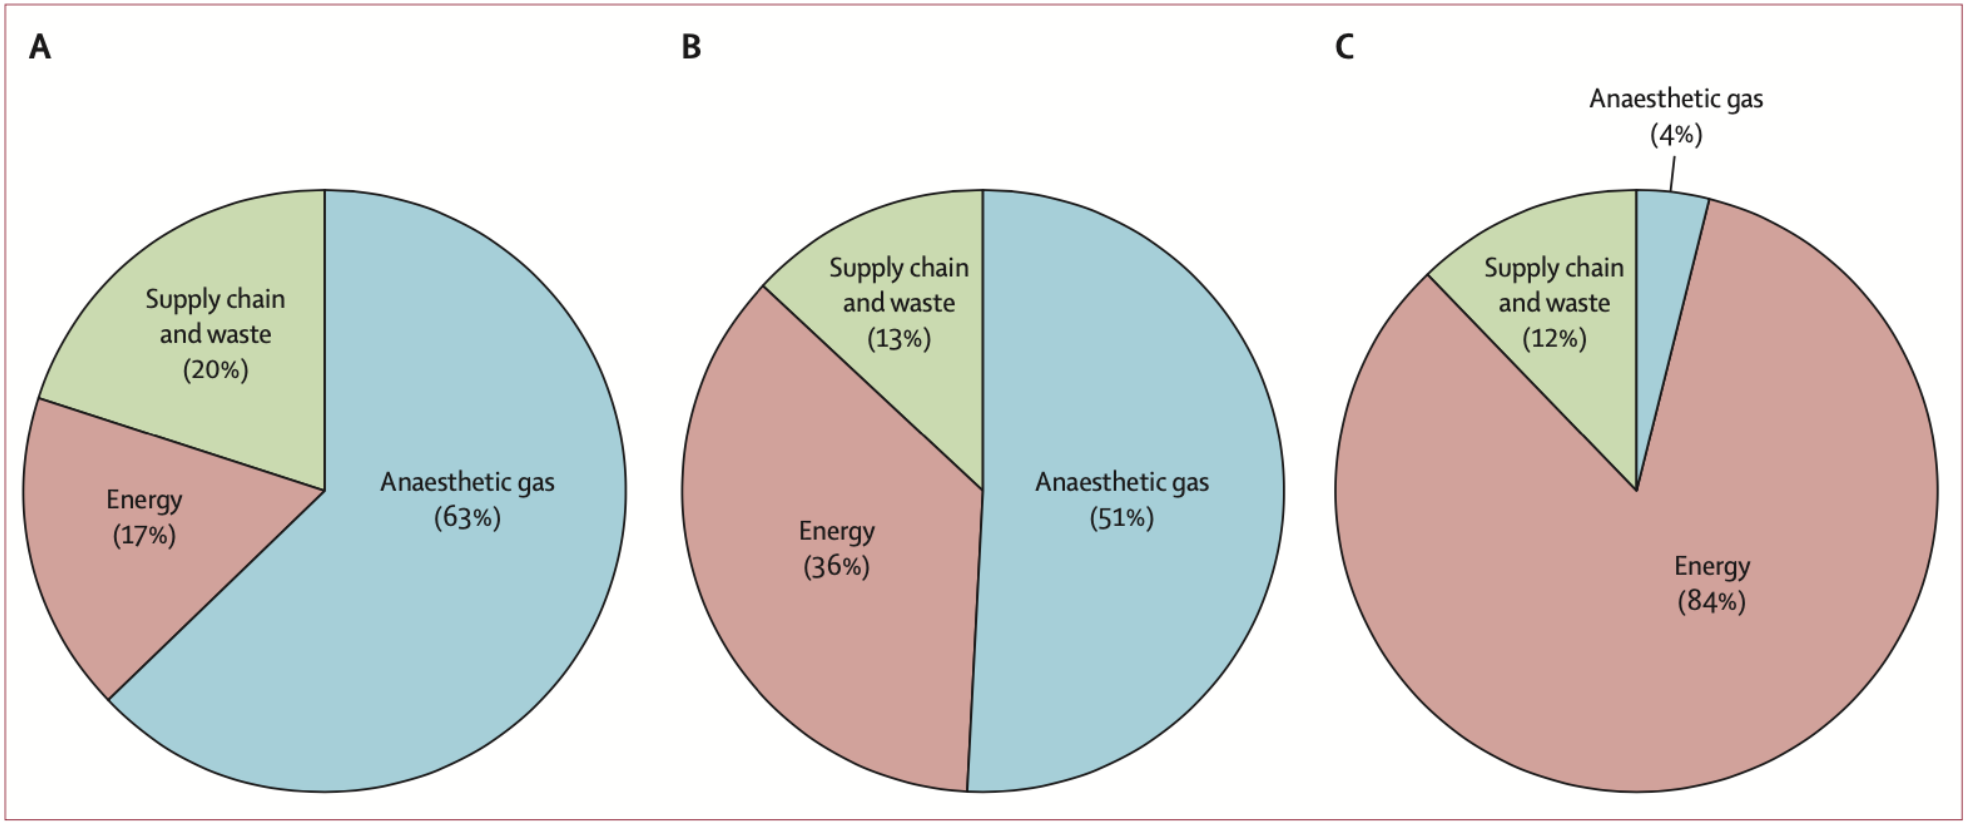 A
Supply chain
and waste
(20%)
Energy
(17%)
Anaesthetic gas
(63%)
B
Supply chain
and waste
(13%)
Energy
(36%)
Anaesthetic gas
(51%)
C
Anaesthetic gas
(4%)
Supply chain
and waste
(12%)
Energy
(84%)